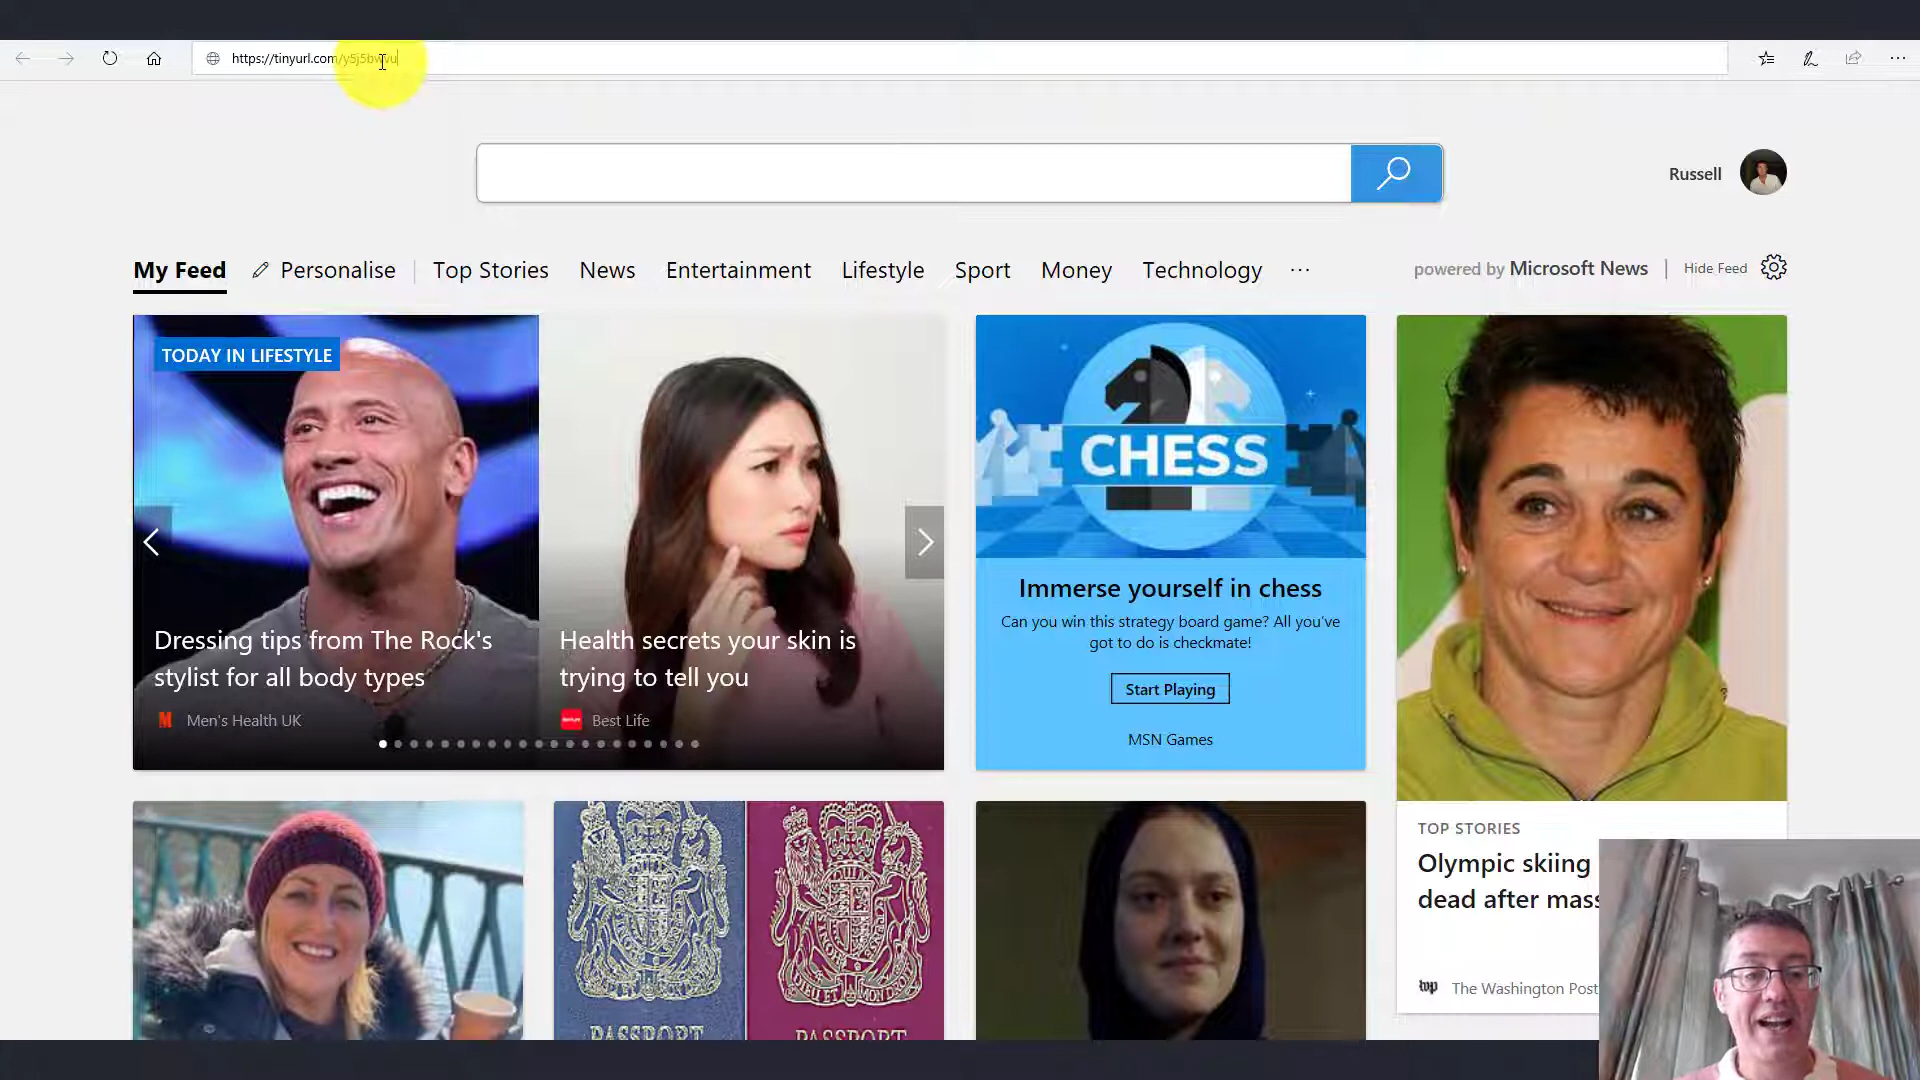 https://tinyurl.com/y5j5bwvu
Russell
My Feed
Personalise
Top Stories
News
Entertainment
Lifestyle
Sport
Money
Technology
powered by Microsoft News
Hide Feed
TODAY IN LIFESTYLE
Dressing tips from The Rock's
stylist for all body types
Men's Health UK
Health secrets your skin is
trying to tell you
Best Life
CHESS
Immerse yourself in chess
Can you win this strategy board game? All you've
got to do is checkmate!
Start Playing
MSN Games
TOP STORIES
Olympic skiing
dead after mass
wp
The Washington Post
PASSPORT
PASSPORT